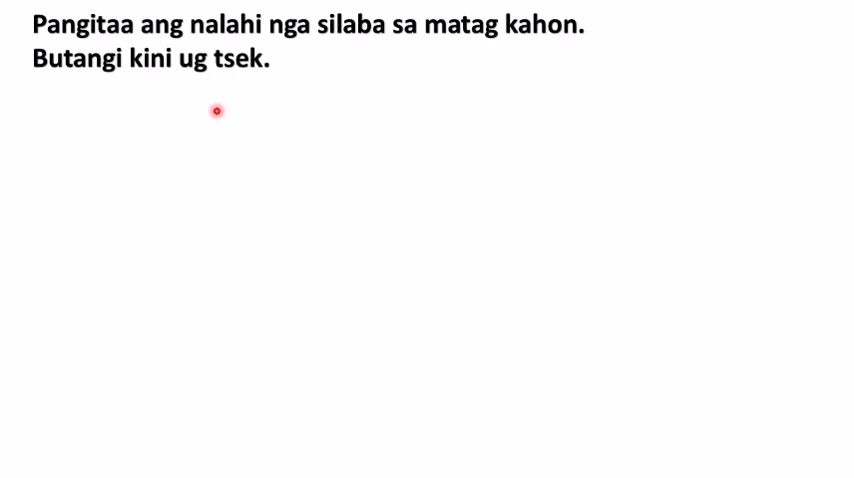 Pangitaa ang nalahi nga silaba sa matag kahon.
Butangi kini ug tsek.